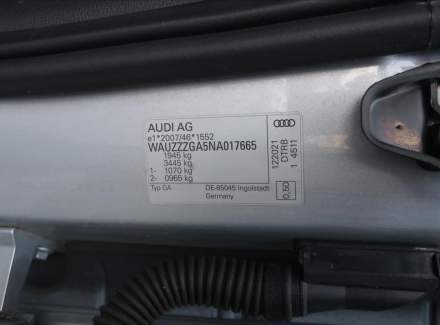 AUDI AG
e1*2007/46*1552
WAUZZZGA5NA017665
1945 kg
3445 kg
1- 1070 kg
2- 0965 kg
Typ GA
DE-85045 Ingolstadt
Germany
122021
DTRB
1 4511
0,50